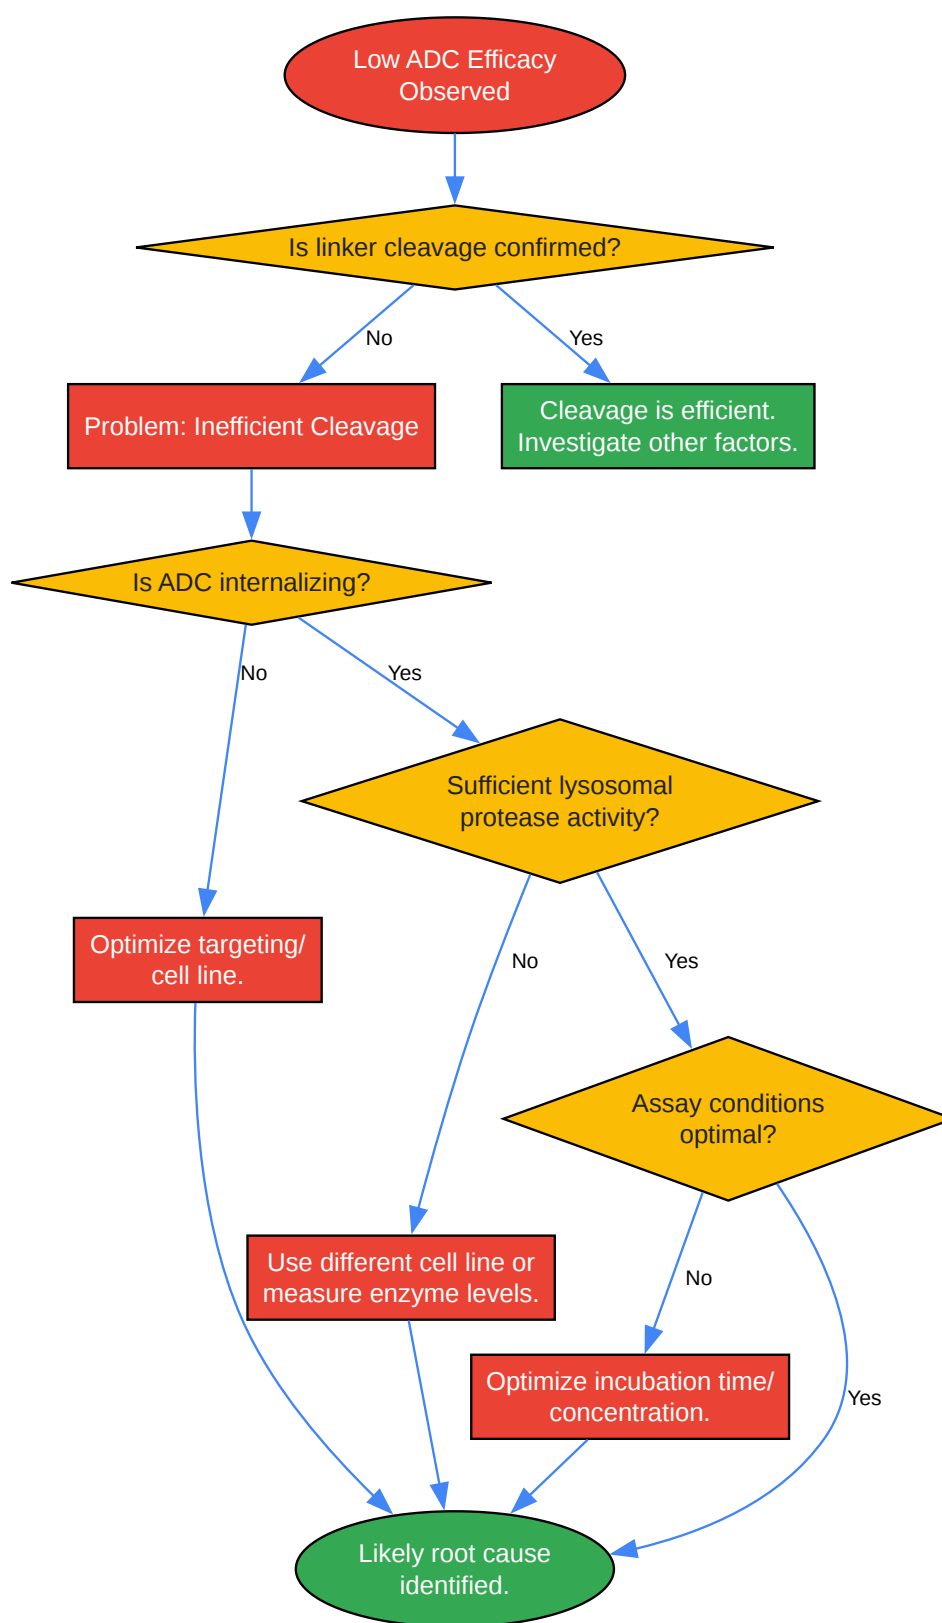 Low ADC Efficacy
Observed
Is linker cleavage confirmed?
No
Yes
Problem: Inefficient Cleavage
Cleavage is efficient.
Investigate other factors.
Is ADC internalizing?
No
Yes
Sufficient lysosomal
protease activity?
Optimize targeting/
cell line.
No
Yes
Assay conditions
optimal?
Use different cell line or
measure enzyme levels.
No
Optimize incubation time/
concentration.
Yes
Likely root cause
identified.